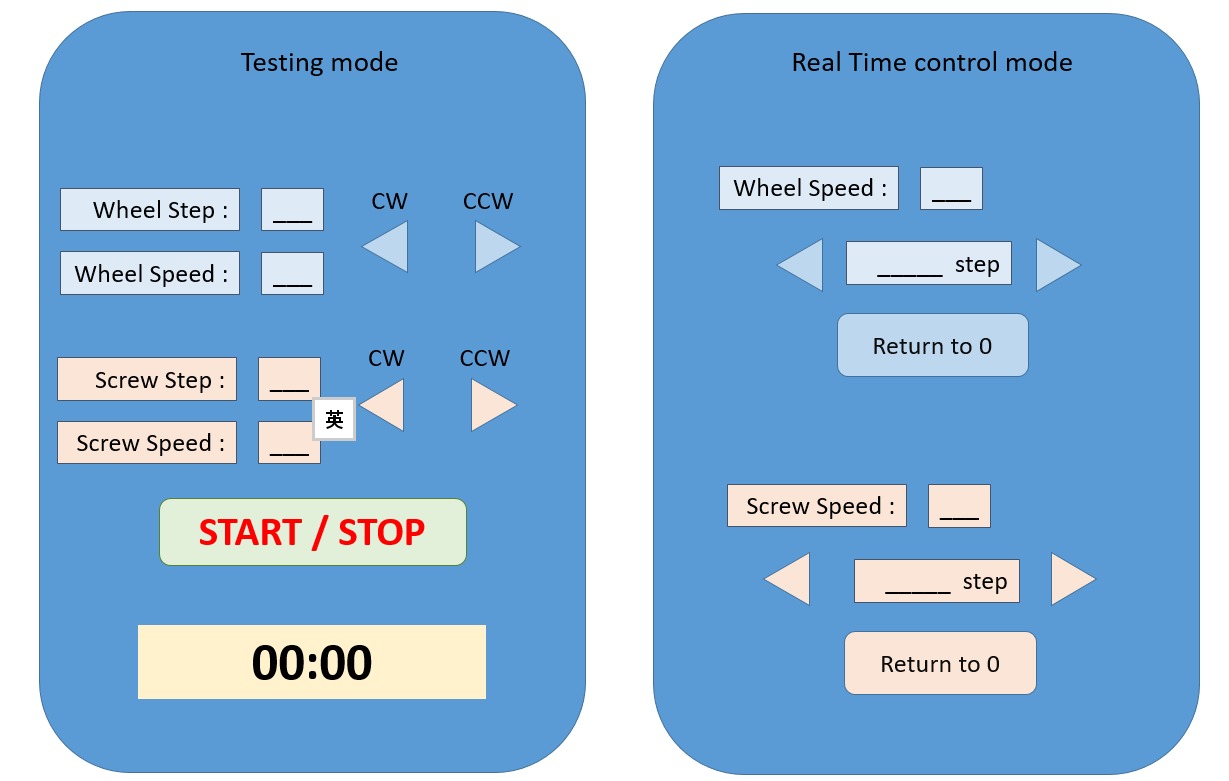 Testing mode
CW CCW
Wheel Step : ___
Wheel Speed : ___
CW CCW
Screw Step : ___
英
Screw Speed : ___
START / STOP
00:00
Real Time control mode
Wheel Speed : ___
_____ step
Return to 0
Screw Speed : ___
_____ step
Return to 0